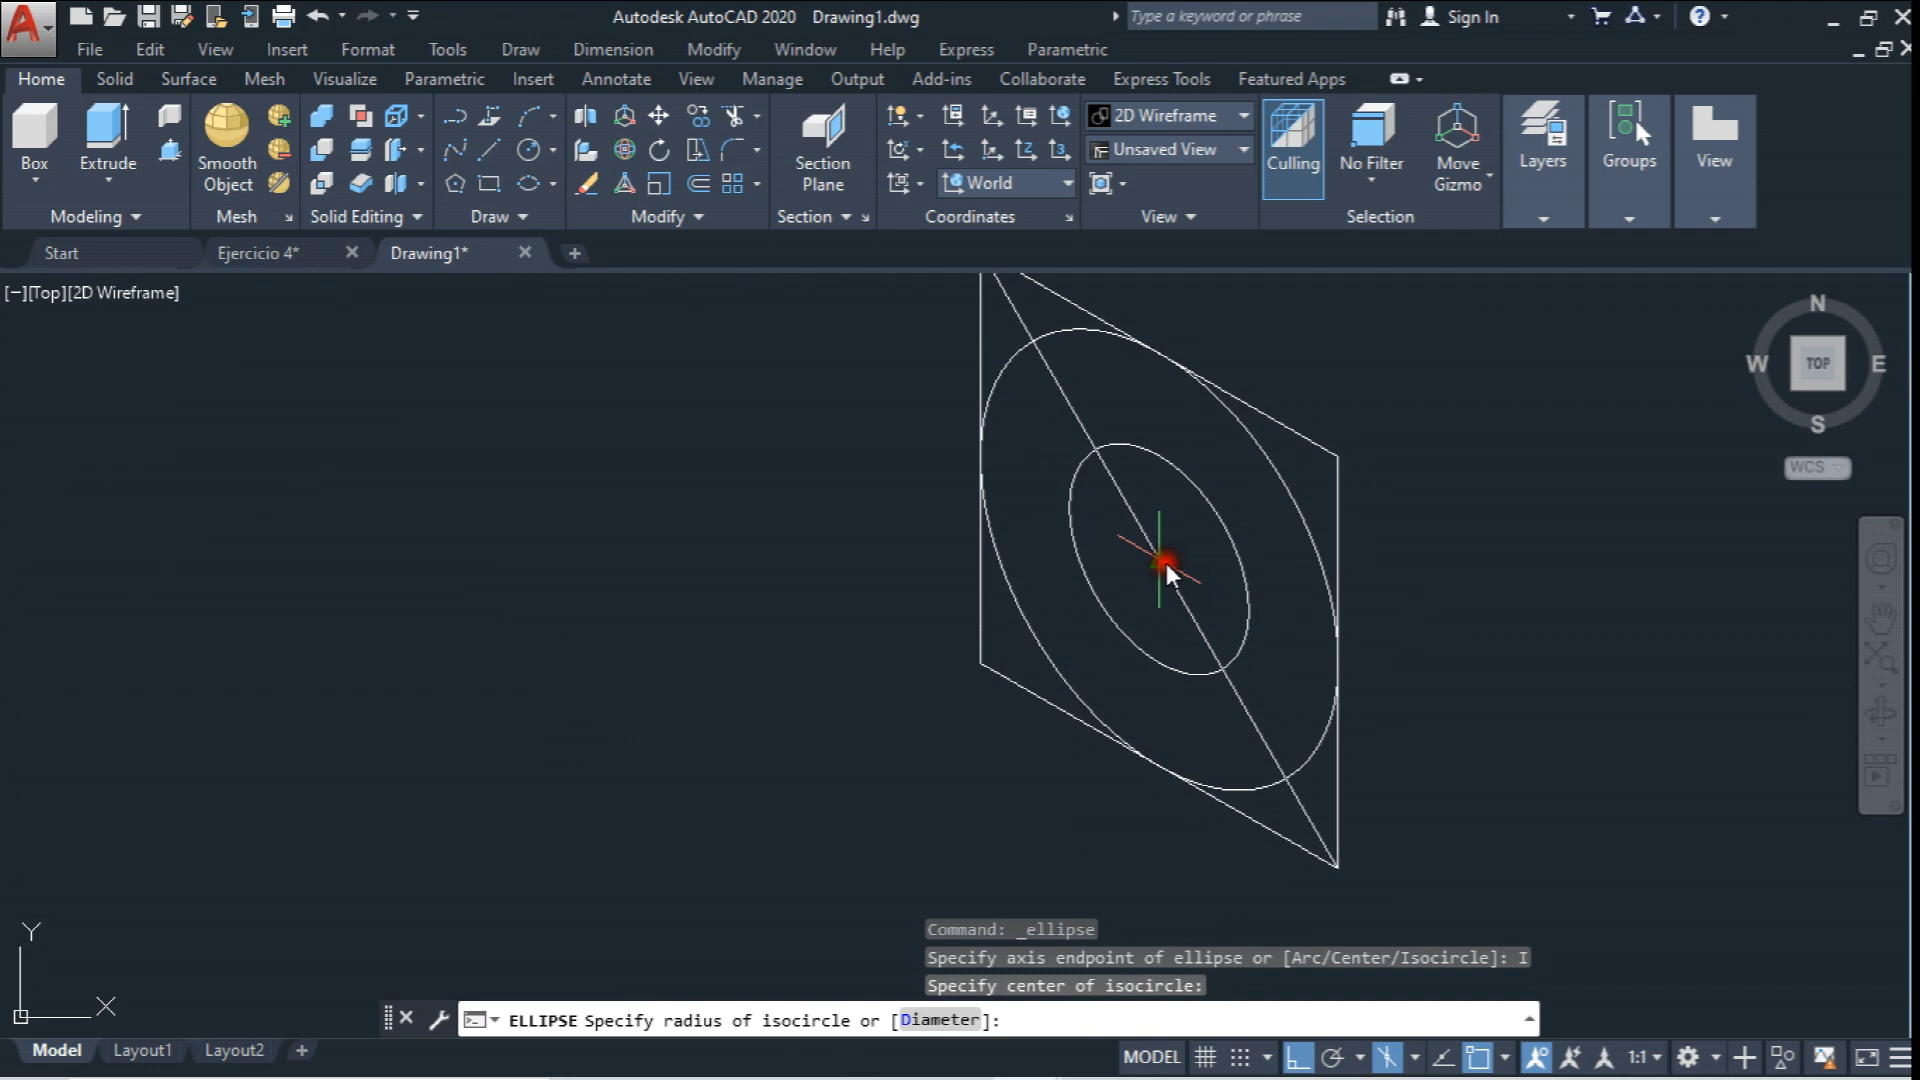 Autodesk AutoCAD 2020 Drawing1.dwg
Type a keyword or phrase
Sign In
File Edit View Insert Format Tools Draw Dimension Modify Window Help Express Parametric
Home Solid Surface Mesh Visualize Parametric Insert Annotate View Manage Output Add-ins Collaborate Express Tools Featured Apps
2D Wireframe
Unsaved View
World
Box Extrude Smooth Object Section Plane Culling No Filter Move Gizmo Layers Groups View
Modeling Mesh Solid Editing Draw Modify Section Coordinates View Selection
Start Ejercicio 4* Drawing1*
[−][Top][2D Wireframe]
N
W TOP E
S
WCS
Y
X
Command: _ellipse
Specify axis endpoint of ellipse or [Arc/Center/Isocircle]: I
Specify center of isocircle:
ELLIPSE Specify radius of isocircle or [Diameter]:
Model Layout1 Layout2 +
MODEL 1:1